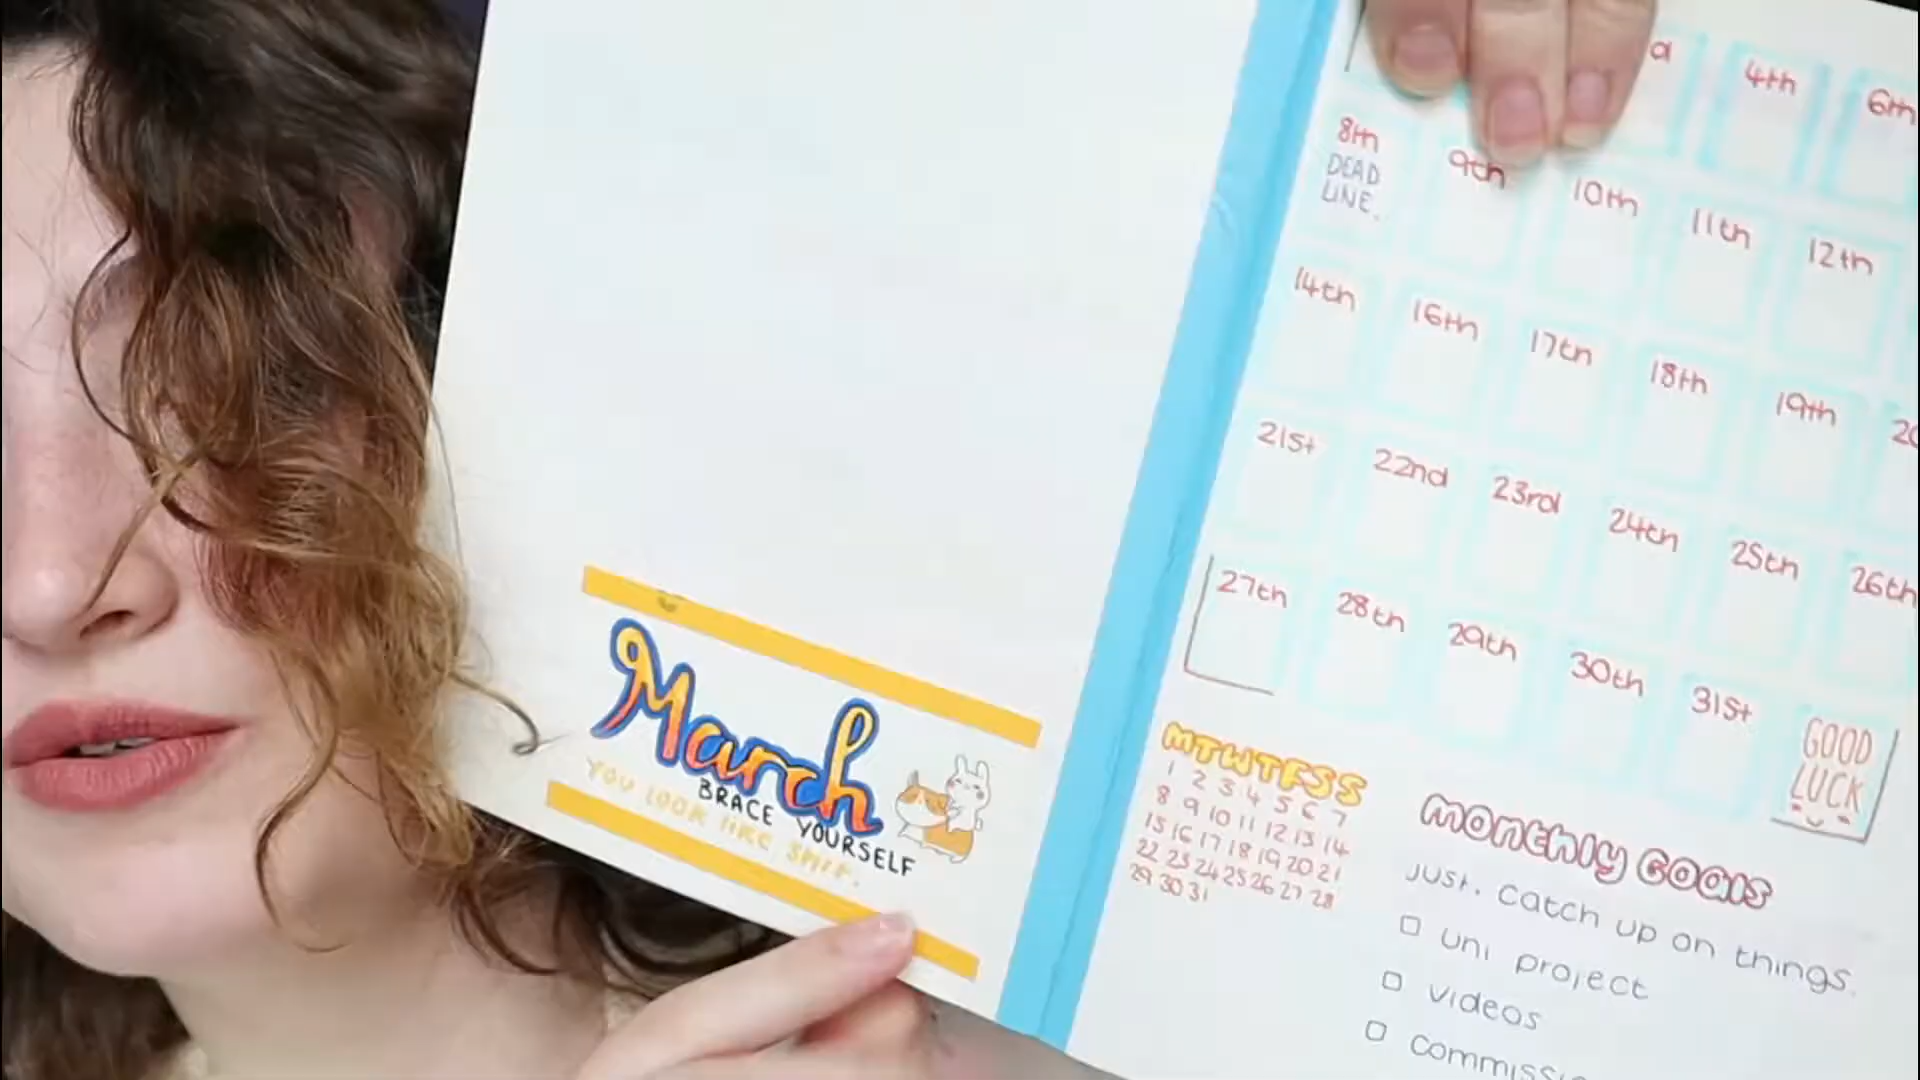 March
BRACE YOURSELF
YOU LOOK LIKE SHIT.
4th
6th
8th
DEAD
LINE.
9th
10th
11th
12th
14th
16th
17th
18th
19th
21st
22nd
23rd
24th
25th
26th
27th
28th
29th
30th
31st
GOOD
LUCK
MTWTFSS
1 2 3 4 5 6 7
8 9 10 11 12 13 14
15 16 17 18 19 20 21
22 23 24 25 26 27 28
29 30 31
monthly Goals
just. catch up on things.
uni project
videos